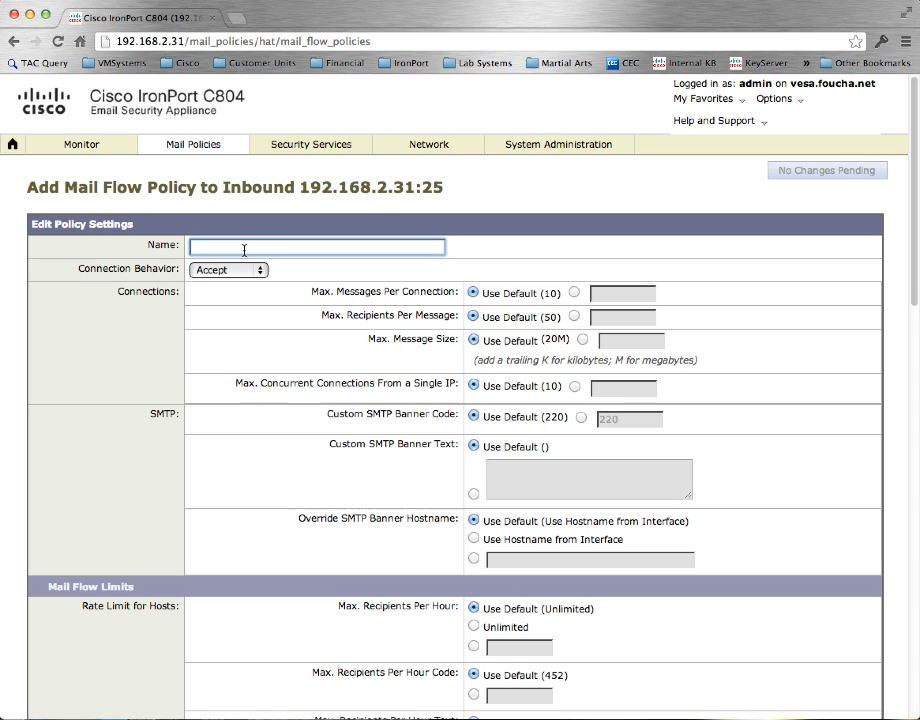 Cisco IronPort C804 (192.16
192.168.2.31/mail_policies/hat/mail_flow_policies
TAC Query VMSystems Cisco Customer Units Financial IronPort Lab Systems Martial Arts CEC Internal KB KeyServer » Other Bookmarks
CISCO
Cisco IronPort C804
Email Security Appliance
Logged in as: admin on vesa.foucha.net
My Favorites Options
Help and Support
Monitor Mail Policies Security Services Network System Administration
No Changes Pending
Add Mail Flow Policy to Inbound 192.168.2.31:25
Edit Policy Settings
Name:
Connection Behavior: Accept
Connections: Max. Messages Per Connection: Use Default (10)
Max. Recipients Per Message: Use Default (50)
Max. Message Size: Use Default (20M)
(add a trailing K for kilobytes; M for megabytes)
Max. Concurrent Connections From a Single IP: Use Default (10)
SMTP: Custom SMTP Banner Code: Use Default (220) 220
Custom SMTP Banner Text: Use Default ()
Override SMTP Banner Hostname: Use Default (Use Hostname from Interface)
Use Hostname from Interface
Mail Flow Limits
Rate Limit for Hosts: Max. Recipients Per Hour: Use Default (Unlimited)
Unlimited
Max. Recipients Per Hour Code: Use Default (452)
Max. Recipients Per Hour Text: